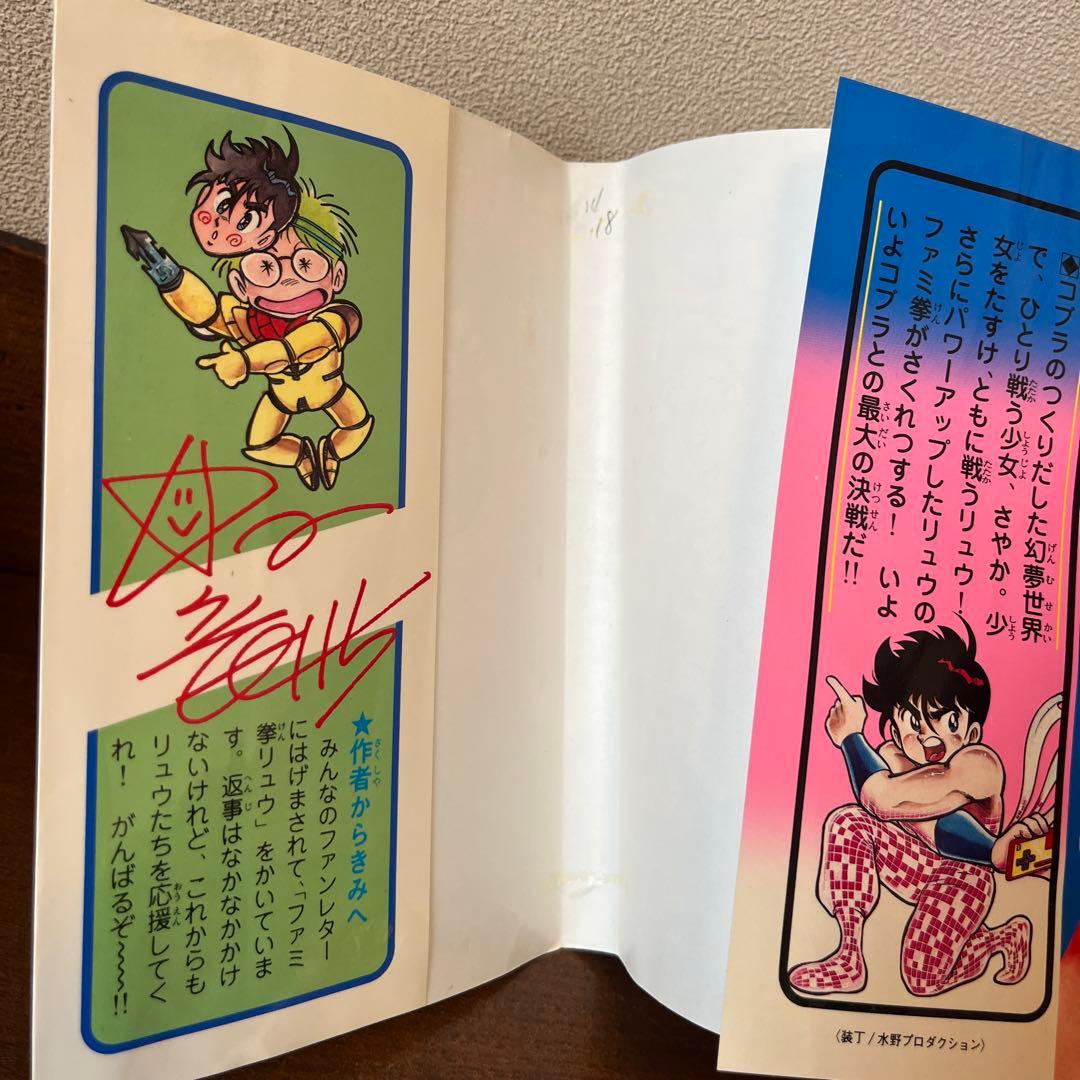 ◆コブラのつくりだした幻夢世界
で、ひとり戦う少女、さやか。少
女をたすけ、ともに戦うリュウ!
さらにパワーアップしたリュウの
ファミ拳がさくれつする! いよ
いよコブラとの最大の決戦だ!!
〈装丁/水野プロダクション〉
★作者からきみへ
みんなのファンレター
にはげまされて、「ファミ
拳リュウ」をかいていま
す。返事はなかなかかけ
ないけれど、これからも
リュウたちを応援してく
れ! がんばるぞ~~~!!
18